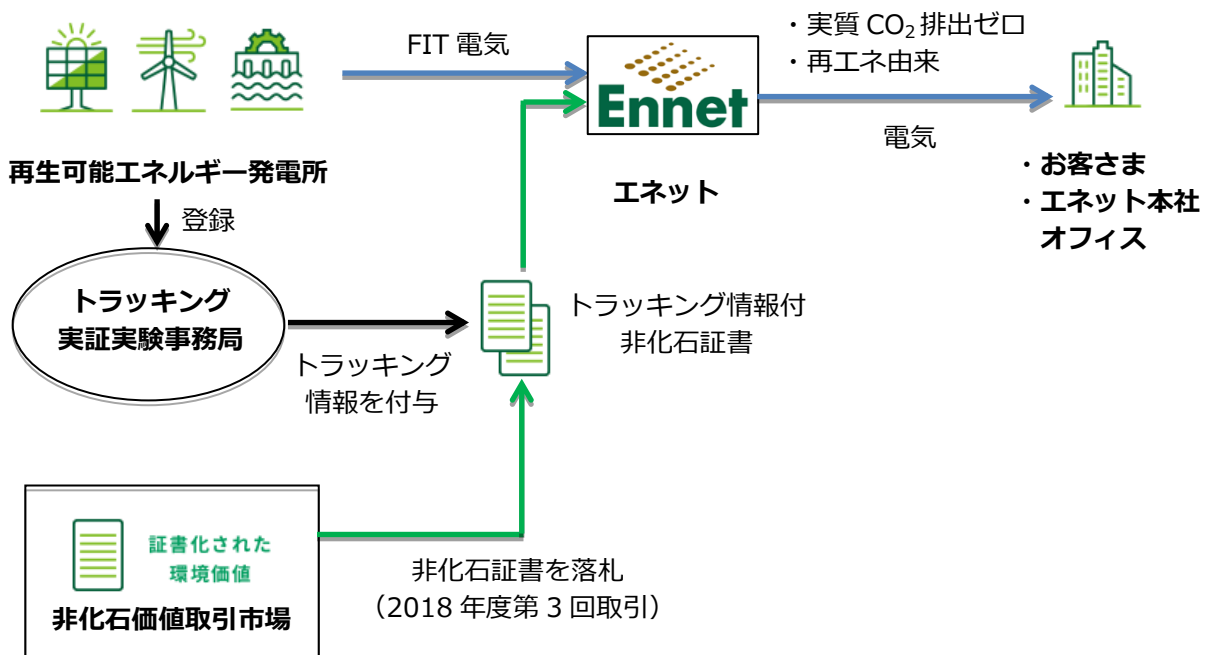 FIT 電気
Ennet
・実質 CO₂ 排出ゼロ
・再エネ由来
電気
再生可能エネルギー発電所
エネット
・お客さま
・エネット本社
オフィス
登録
トラッキング
実証実験事務局
トラッキング
情報を付与
トラッキング情報付
非化石証書
証書化された
環境価値
非化石価値取引市場
非化石証書を落札
（2018 年度第 3 回取引）